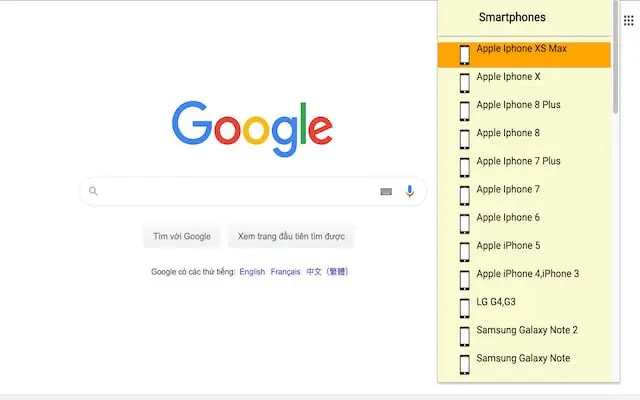 Smartphones
Apple Iphone XS Max
Apple Iphone X
Apple Iphone 8 Plus
Apple Iphone 8
Apple Iphone 7 Plus
Apple Iphone 7
Apple Iphone 6
Apple iPhone 5
Apple iPhone 4,iPhone 3
LG G4,G3
Samsung Galaxy Note 2
Samsung Galaxy Note
Google
Tìm với Google
Xem trang đầu tiên tìm được
Google có các thứ tiếng: English Français 中文（繁體）